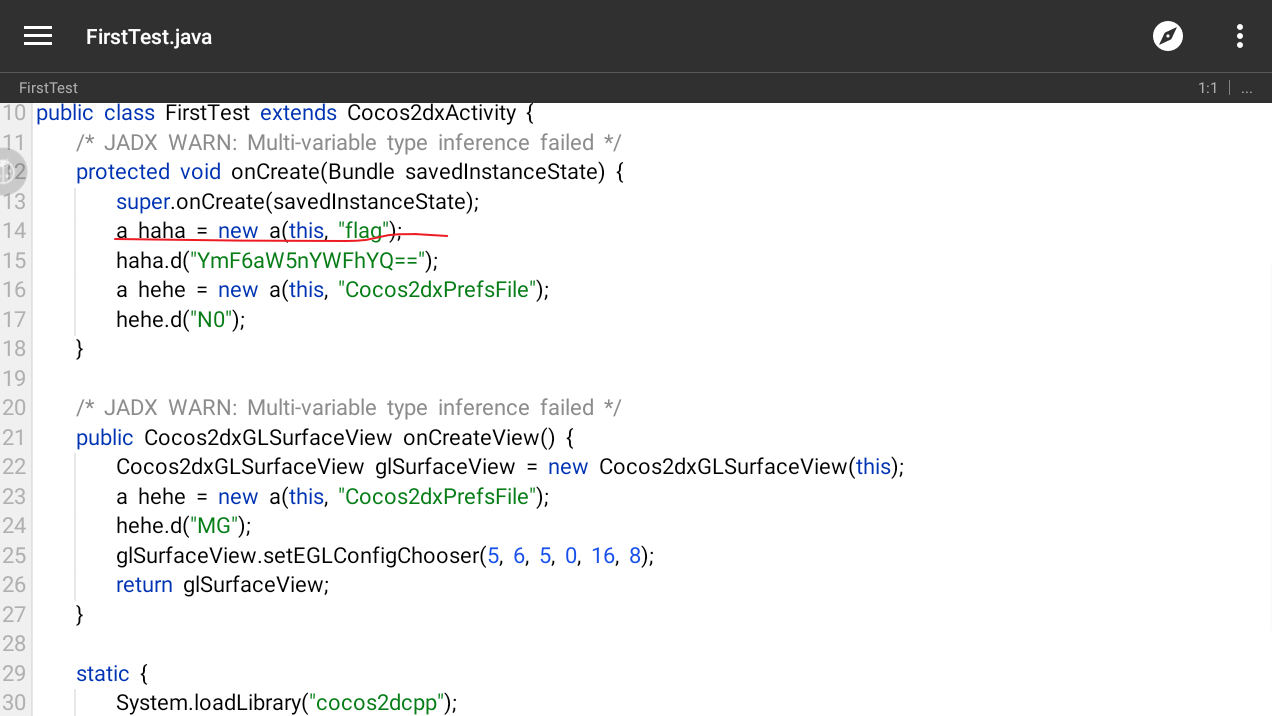 FirstTest.java
FirstTest
1:1 | ...
10 public class FirstTest extends Cocos2dxActivity {
11 /* JADX WARN: Multi-variable type inference failed */
12 protected void onCreate(Bundle savedInstanceState) {
13 super.onCreate(savedInstanceState);
14 a haha = new a(this, "flag");
15 haha.d("YmF6aW5nYWFhYQ==");
16 a hehe = new a(this, "Cocos2dxPrefsFile");
17 hehe.d("N0");
18 }
19
20 /* JADX WARN: Multi-variable type inference failed */
21 public Cocos2dxGLSurfaceView onCreateView() {
22 Cocos2dxGLSurfaceView glSurfaceView = new Cocos2dxGLSurfaceView(this);
23 a hehe = new a(this, "Cocos2dxPrefsFile");
24 hehe.d("MG");
25 glSurfaceView.setEGLConfigChooser(5, 6, 5, 0, 16, 8);
26 return glSurfaceView;
27 }
28
29 static {
30 System.loadLibrary("cocos2dcpp");